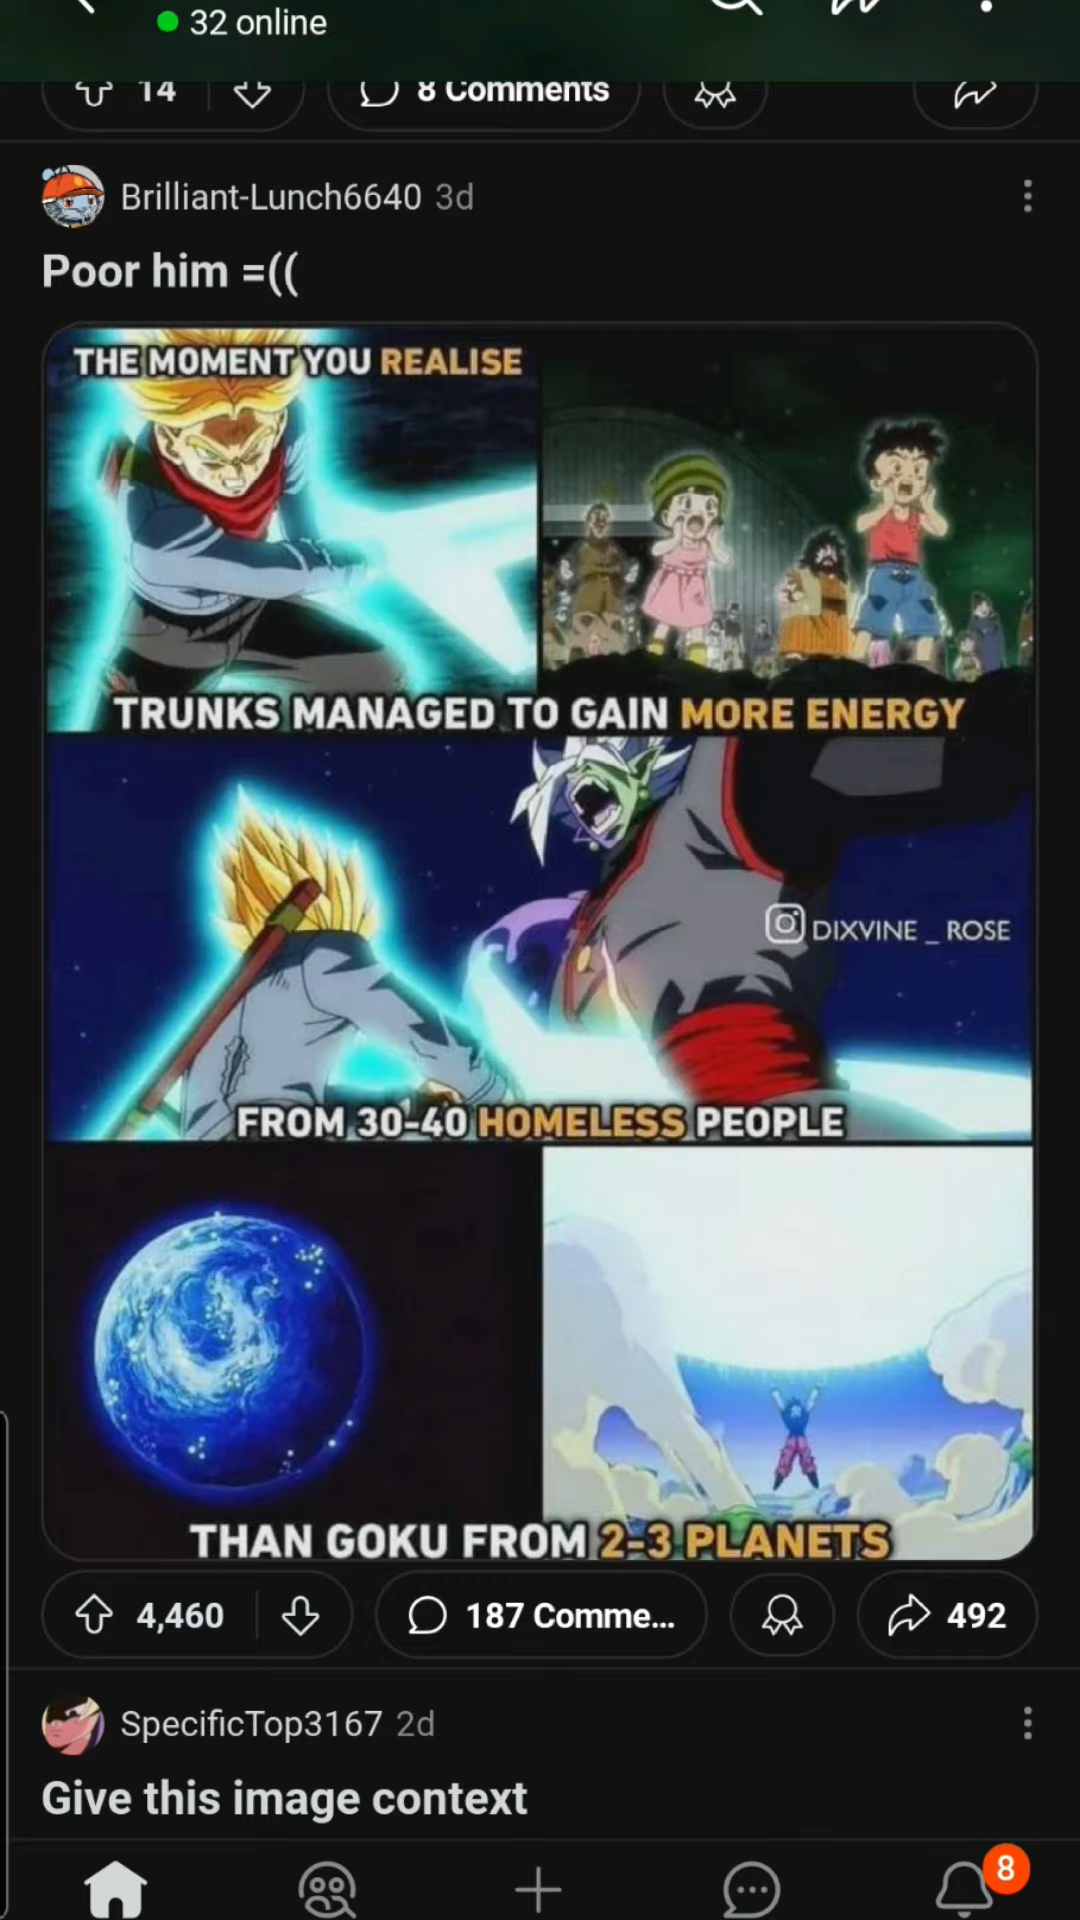 32 online
14
8 Comments
Brilliant-Lunch6640 3d
Poor him =((
THE MOMENT YOU REALISE
TRUNKS MANAGED TO GAIN MORE ENERGY
DIXVINE _ ROSE
FROM 30-40 HOMELESS PEOPLE
THAN GOKU FROM 2-3 PLANETS
4,460
187 Comme...
492
SpecificTop3167 2d
Give this image context
8